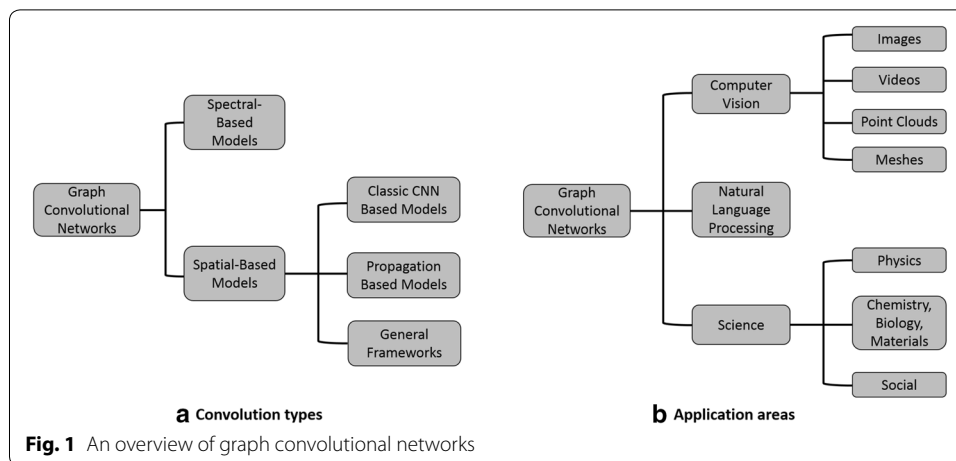 Spectral-
Based
Models
Graph
Convolutional
Networks
Spatial-Based
Models
Classic CNN
Based Models
Propagation
Based Models
General
Frameworks
a Convolution types
Graph
Convolutional
Networks
Computer
Vision
Images
Videos
Point Clouds
Meshes
Natural
Language
Processing
Science
Physics
Chemistry,
Biology,
Materials
Social
b Application areas
Fig. 1 An overview of graph convolutional networks